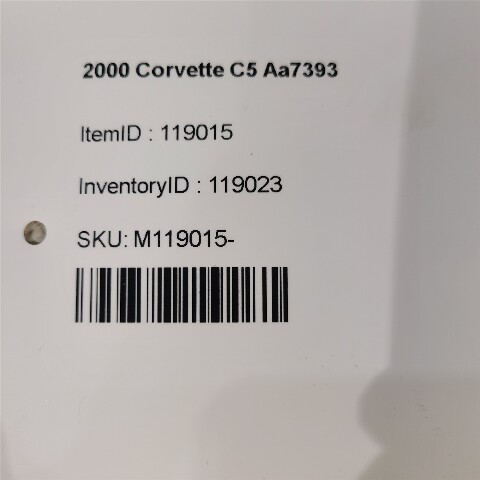 2000 Corvette C5 Aa7393
ItemID : 119015
InventoryID : 119023
SKU: M119015-